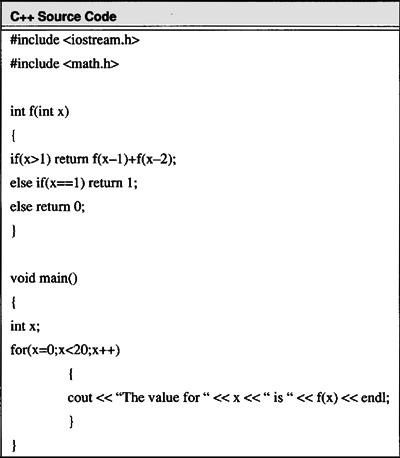 C++ Source Code
#include <iostream.h>
#include <math.h>
int f(int x)
{
if(x>1) return f(x–1)+f(x–2);
else if(x==1) return 1;
else return 0;
}
void main()
{
int x;
for(x=0;x<20;x++)
{
cout << “The value for “ << x << “ is “ << f(x) << endl;
}
}